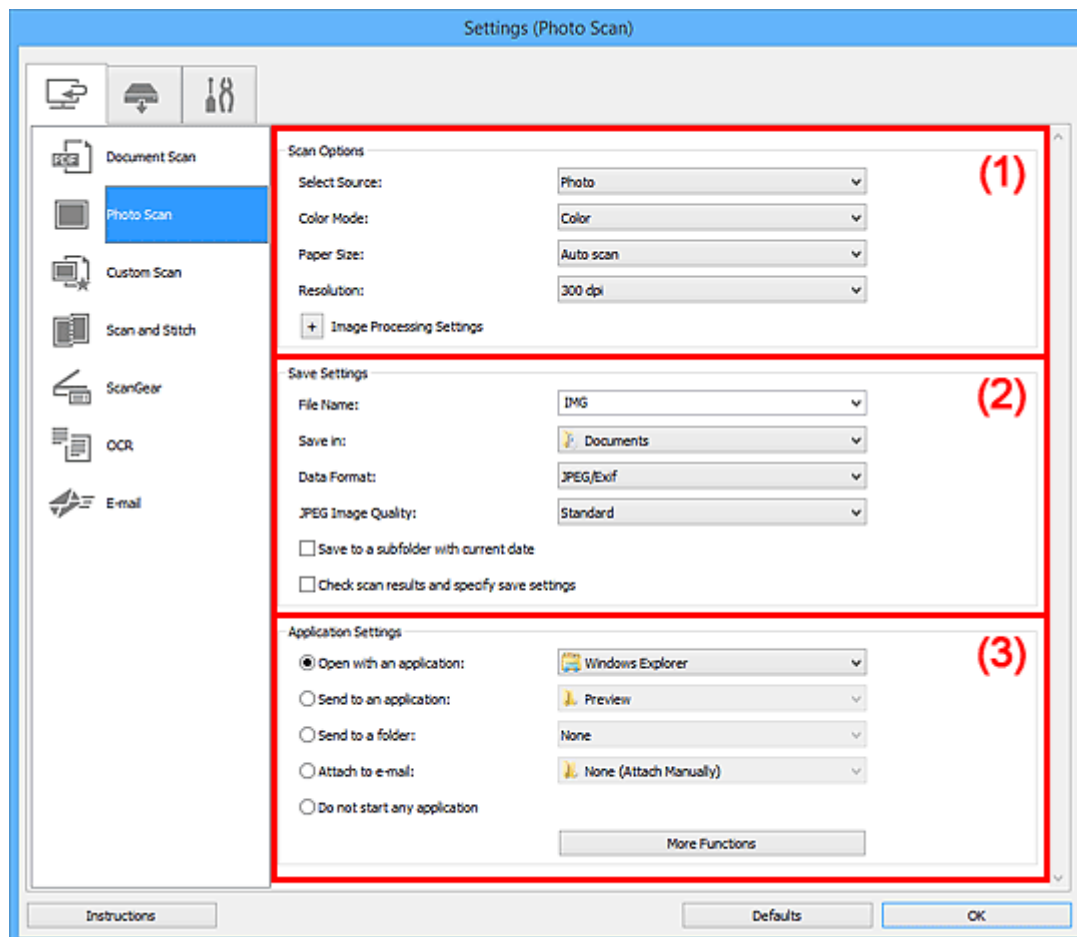 Settings (Photo Scan)
Document Scan
Photo Scan
Custom Scan
Scan and Stitch
ScanGear
OCR
E-mail
Scan Options
(1)
Select Source: Photo
Color Mode: Color
Paper Size: Auto scan
Resolution: 300 dpi
+ Image Processing Settings
Save Settings
(2)
File Name: IMG
Save in: Documents
Data Format: JPEG/Exif
JPEG Image Quality: Standard
Save to a subfolder with current date
Check scan results and specify save settings
Application Settings
(3)
Open with an application: Windows Explorer
Send to an application: Preview
Send to a folder: None
Attach to e-mail: None (Attach Manually)
Do not start any application
More Functions
Instructions Defaults OK